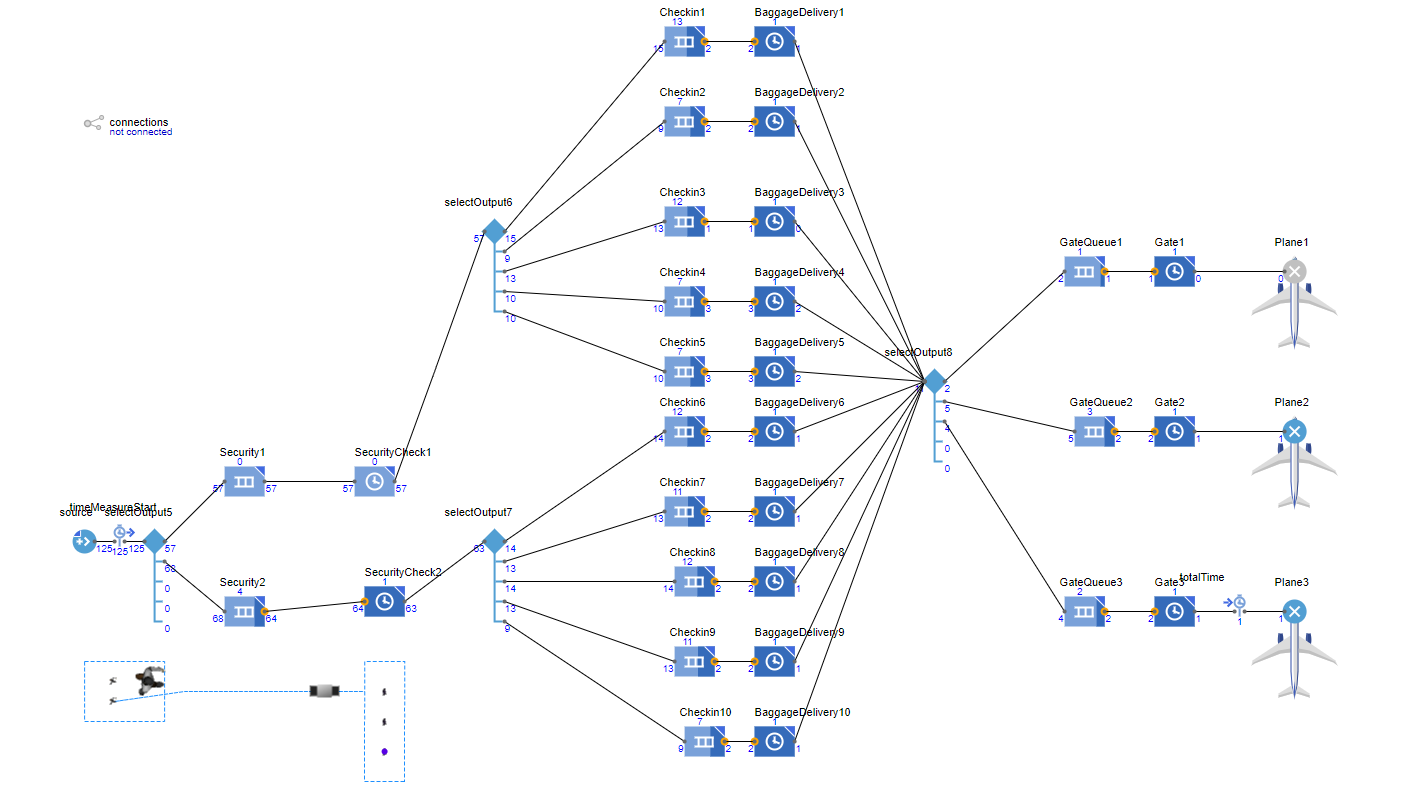 Checkin1
13
15
2
BaggageDelivery1
1
2
1
connections
not connected
Checkin2
7
9
2
BaggageDelivery2
1
2
1
selectOutput6
57
15
9
13
10
10
Checkin3
12
13
1
BaggageDelivery3
1
1
0
Checkin4
7
10
3
BaggageDelivery4
1
3
2
Checkin5
7
10
3
BaggageDelivery5
1
3
2
Checkin6
12
14
2
BaggageDelivery6
1
2
1
selectOutput8
2
5
4
0
0
GateQueue1
1
2
1
Gate1
1
1
0
Plane1
0
GateQueue2
3
5
2
Gate2
1
2
1
Plane2
1
Security1
0
57
57
SecurityCheck1
0
57
57
source
timeMeasureStart
selectOutput5
125
125
125
57
68
0
0
0
Security2
4
68
64
SecurityCheck2
1
64
63
selectOutput7
63
14
13
14
13
9
Checkin7
11
13
2
BaggageDelivery7
1
2
1
Checkin8
12
14
2
BaggageDelivery8
1
2
1
Checkin9
11
13
2
BaggageDelivery9
1
2
1
Checkin10
7
9
2
BaggageDelivery10
1
2
1
GateQueue3
2
4
2
Gate3
1
2
1
totalTime
1
Plane3
1